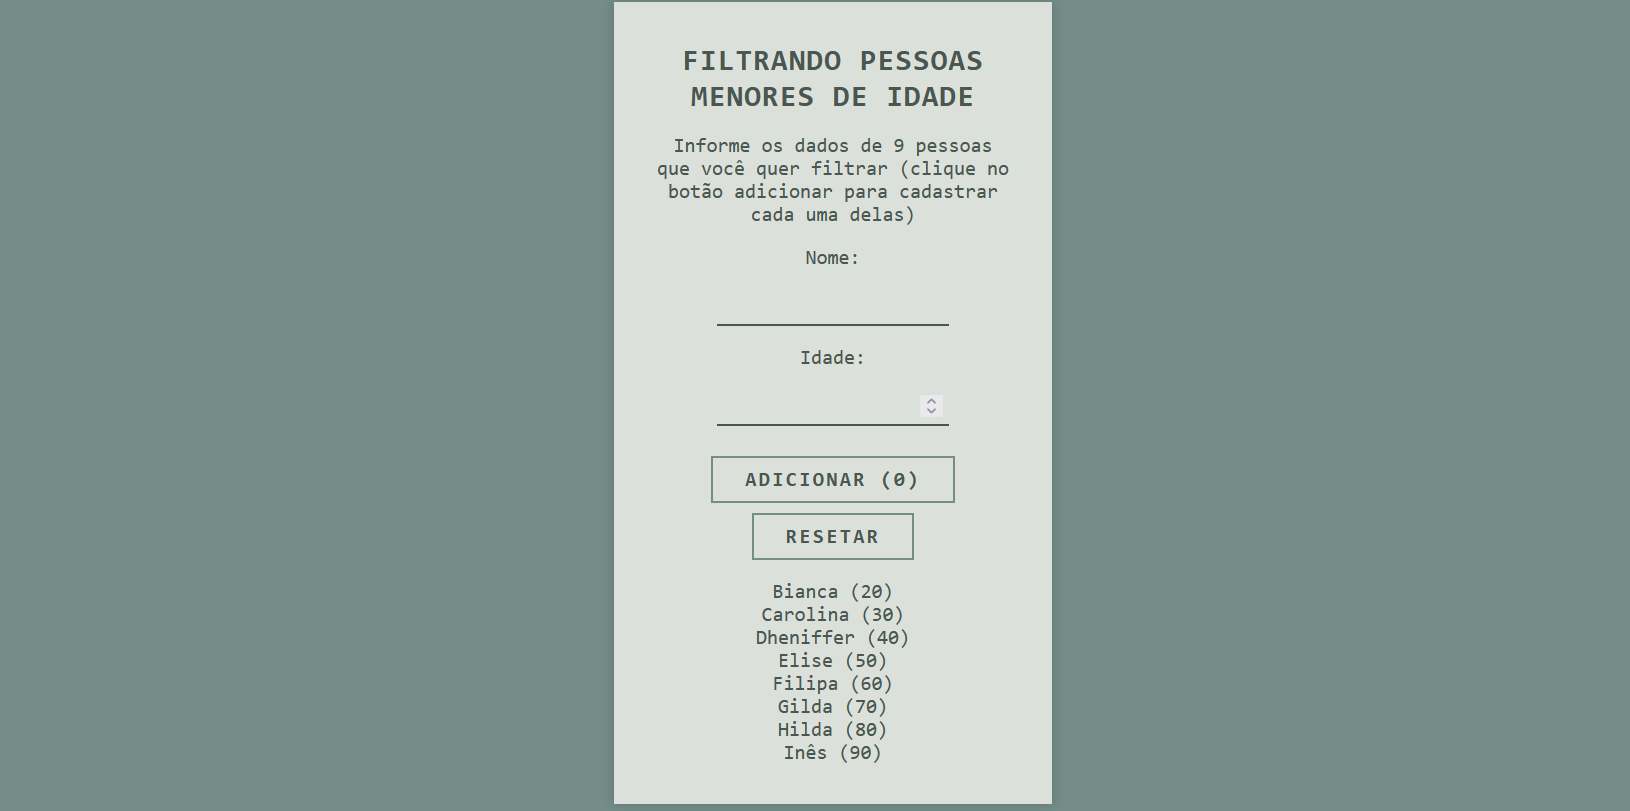 FILTRANDO PESSOAS
MENORES DE IDADE
Informe os dados de 9 pessoas
que você quer filtrar (clique no
botão adicionar para cadastrar
cada uma delas)
Nome:
Idade:
ADICIONAR (0)
RESETAR
Bianca (20)
Carolina (30)
Dheniffer (40)
Elise (50)
Filipa (60)
Gilda (70)
Hilda (80)
Inês (90)